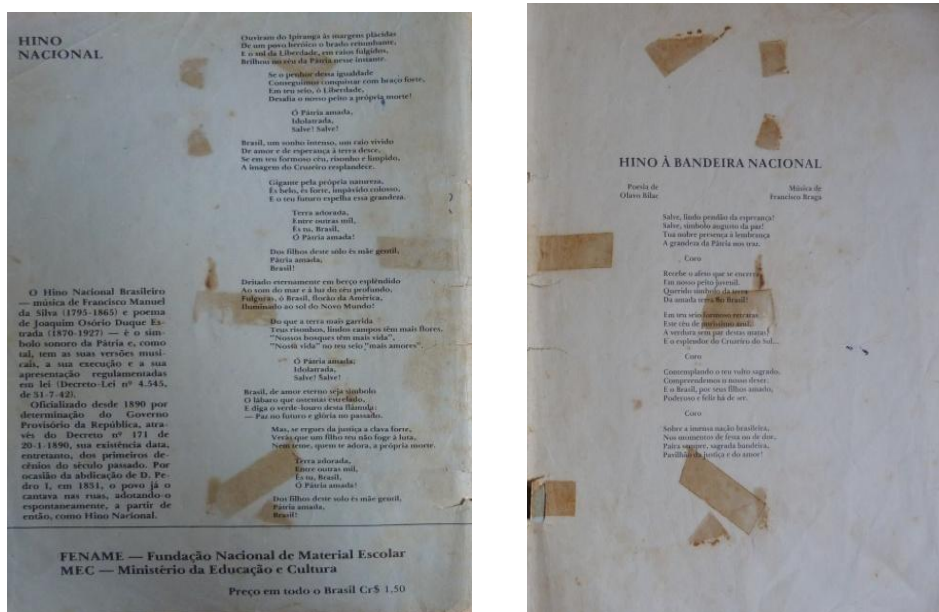 HINO
NACIONAL
Ouviram do Ipiranga às margens plácidas
De um povo heróico o brado retumbante,
E o sol da Liberdade, em raios fúlgidos,
Brilhou no céu da Pátria nesse instante.
Se o penhor dessa igualdade
Conseguimos conquistar com braço forte,
Em teu seio, ó Liberdade,
Desafia o nosso peito a própria morte!
Ó Pátria amada,
Idolatrada,
Salve! Salve!
Brasil, um sonho intenso, um raio vívido
De amor e de esperança à terra desce,
Se em teu formoso céu, risonho e límpido,
A imagem do Cruzeiro resplandece.
Gigante pela própria natureza,
És belo, és forte, impávido colosso,
E o teu futuro espelha essa grandeza.
Terra adorada,
Entre outras mil,
És tu, Brasil,
Ó Pátria amada!
Dos filhos deste solo és mãe gentil,
Pátria amada,
Brasil!
Deitado eternamente em berço esplêndido
Ao som do mar e à luz do céu profundo,
Fulguras, ó Brasil, florão da América,
Iluminado ao sol do Novo Mundo!
Do que a terra mais garrida
Teus risonhos, lindos campos têm mais flores,
"Nossos bosques têm mais vida",
"Nossa vida" no teu seio "mais amores".
Ó Pátria amada,
Idolatrada,
Salve! Salve!
Brasil, de amor eterno seja símbolo
O lábaro que ostentas estrelado,
E diga o verde-louro desta flâmula:
— Paz no futuro e glória no passado.
Mas, se ergues da justiça a clava forte,
Verás que um filho teu não foge à luta,
Nem teme, quem te adora, a própria morte.
Terra adorada,
Entre outras mil,
És tu, Brasil,
Ó Pátria amada!
Dos filhos deste solo és mãe gentil,
Pátria amada,
Brasil!
O Hino Nacional Brasileiro
— música de Francisco Manuel
da Silva (1795-1865) e poema
de Joaquim Osório Duque Es-
trada (1870-1927) — é o sím-
bolo sonoro da Pátria e, como
tal, tem as suas versões musi-
cais, a sua execução e a sua
apresentação regulamentadas
em lei (Decreto-Lei nº 4.545,
de 31-7-42).
Oficializado desde 1890 por
determinação do Governo
Provisório da República, atra-
vés do Decreto nº 171 de
20-1-1890, sua existência data,
entretanto, dos primeiros de-
cênios do século passado. Por
ocasião da abdicação de D. Pe-
dro I, em 1831, o povo já o
cantava nas ruas, adotando-o
espontaneamente, a partir de
então, como Hino Nacional.
FENAME — Fundação Nacional de Material Escolar
MEC — Ministério da Educação e Cultura
Preço em todo o Brasil Cr$ 1,50
HINO À BANDEIRA NACIONAL
Poesia de
Olavo Bilac
Música de
Francisco Braga
Salve, lindo pendão da esperança!
Salve, símbolo augusto da paz!
Tua nobre presença à lembrança
A grandeza da Pátria nos traz.
Coro
Recebe o afeto que se encerra
Em nosso peito juvenil,
Querido símbolo da terra
Da amada terra do Brasil!
Em teu seio formoso retratas
Este céu de puríssimo azul,
A verdura sem par destas matas,
E o esplendor do Cruzeiro do Sul...
Coro
Contemplando o teu vulto sagrado,
Compreendemos o nosso dever,
E o Brasil, por seus filhos amado,
Poderoso e feliz há de ser.
Coro
Sobre a imensa nação brasileira,
Nos momentos de festa ou de dor,
Paira sempre, sagrada bandeira,
Pavilhão da justiça e do amor!